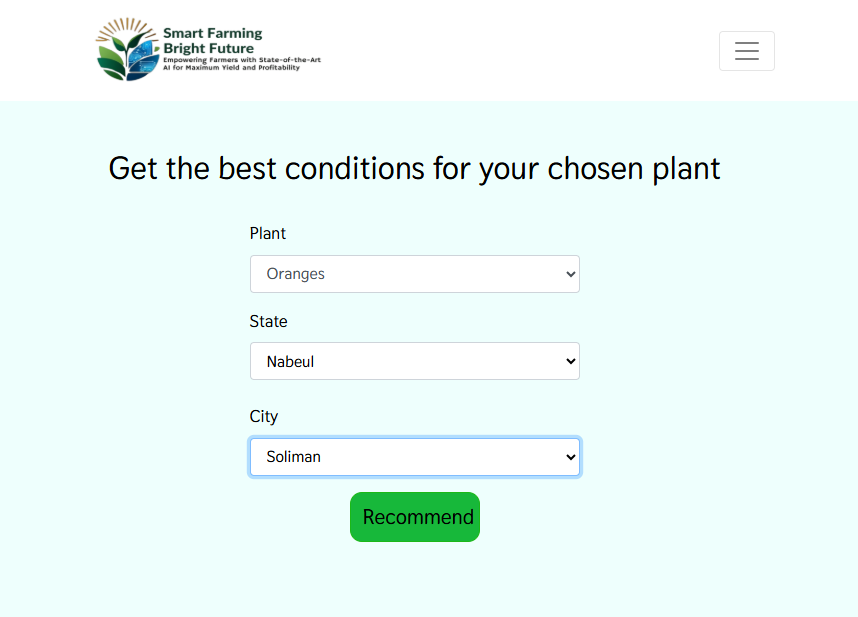 Smart Farming
Bright Future
Empowering Farmers with State-of-the-Art
AI for Maximum Yield and Profitability
Get the best conditions for your chosen plant
Plant
Oranges
State
Nabeul
City
Soliman
Recommend